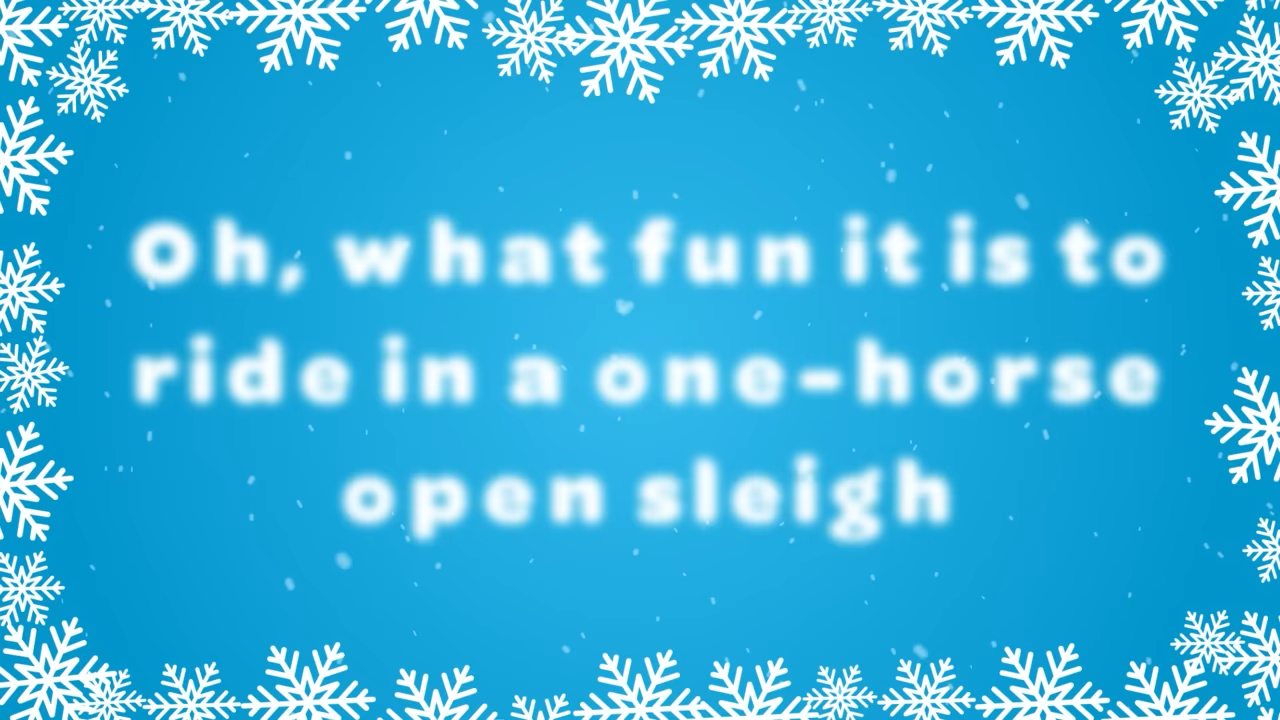 Oh, what fun it is to
ride in a one-horse
open sleigh